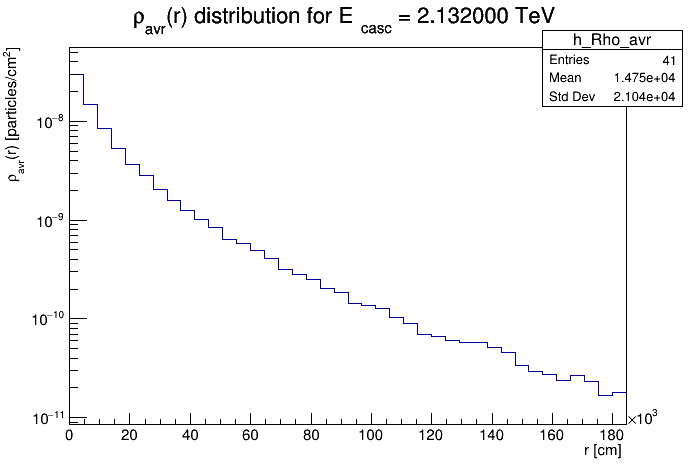 ρavr(r) distribution for E casc = 2.132000 TeV
h_Rho_avr
Entries 41
Mean 1.475e+04
Std Dev 2.104e+04
ρavr(r) [particles/cm²]
10⁻⁸
10⁻⁹
10⁻¹⁰
10⁻¹¹
0 20 40 60 80 100 120 140 160 180
×10³
r [cm]